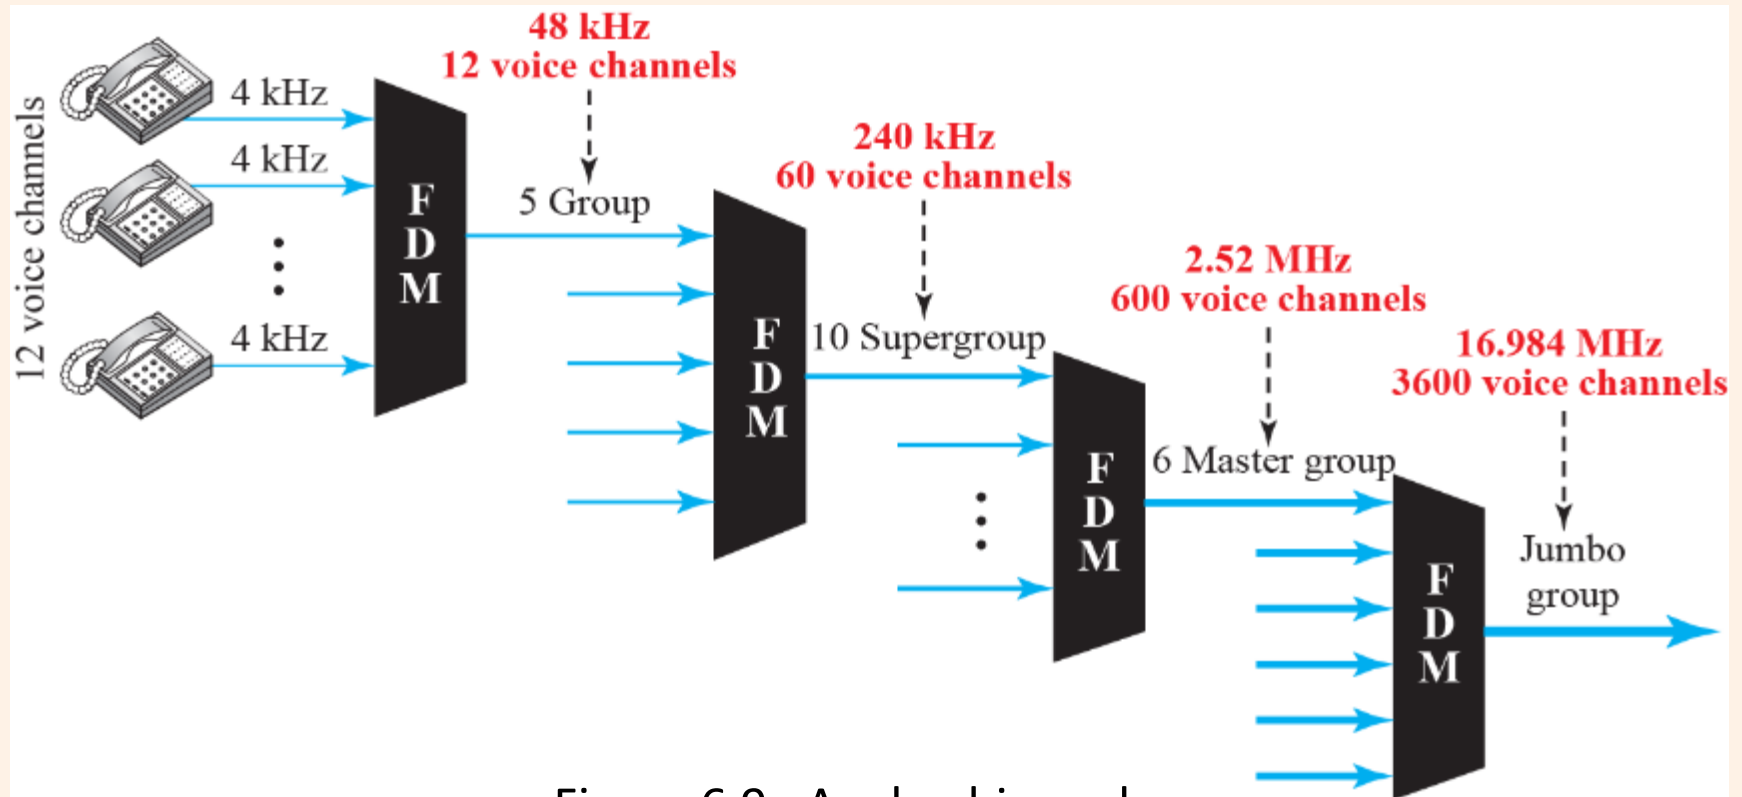 48 kHz
12 voice channels
12 voice channels
4 kHz
4 kHz
4 kHz
F
D
M
5 Group
240 kHz
60 voice channels
F
D
M
10 Supergroup
2.52 MHz
600 voice channels
F
D
M
6 Master group
16.984 MHz
3600 voice channels
F
D
M
Jumbo
group